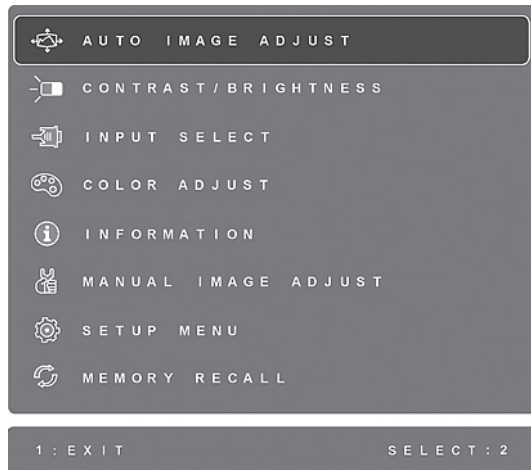 AUTO IMAGE ADJUST
CONTRAST/BRIGHTNESS
INPUT SELECT
COLOR ADJUST
INFORMATION
MANUAL IMAGE ADJUST
SETUP MENU
MEMORY RECALL
1:EXIT SELECT:2